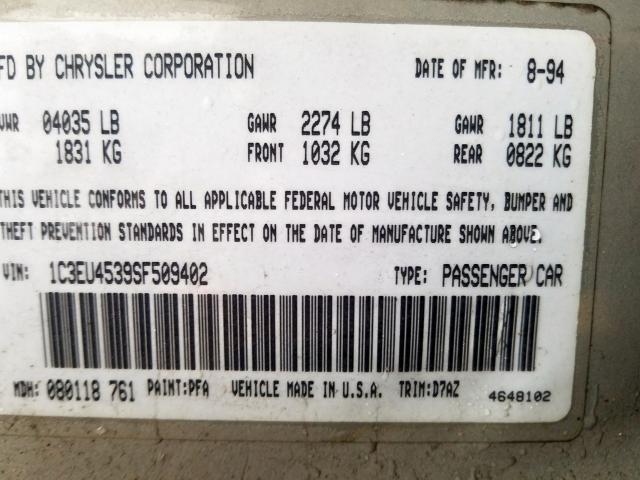 FD BY CHRYSLER CORPORATION DATE OF MFR: 8-94
VWR 04035 LB GAWR 2274 LB GAWR 1811 LB
1831 KG FRONT 1032 KG REAR 0822 KG
THIS VEHICLE CONFORMS TO ALL APPLICABLE FEDERAL MOTOR VEHICLE SAFETY, BUMPER AND
THEFT PREVENTION STANDARDS IN EFFECT ON THE DATE OF MANUFACTURE SHOWN ABOVE.
VIN: 1C3EU4539SF509402 TYPE: PASSENGER CAR
MDH: 080118 761 PAINT:PFA VEHICLE MADE IN U.S.A. TRIM:D7AZ 4648102